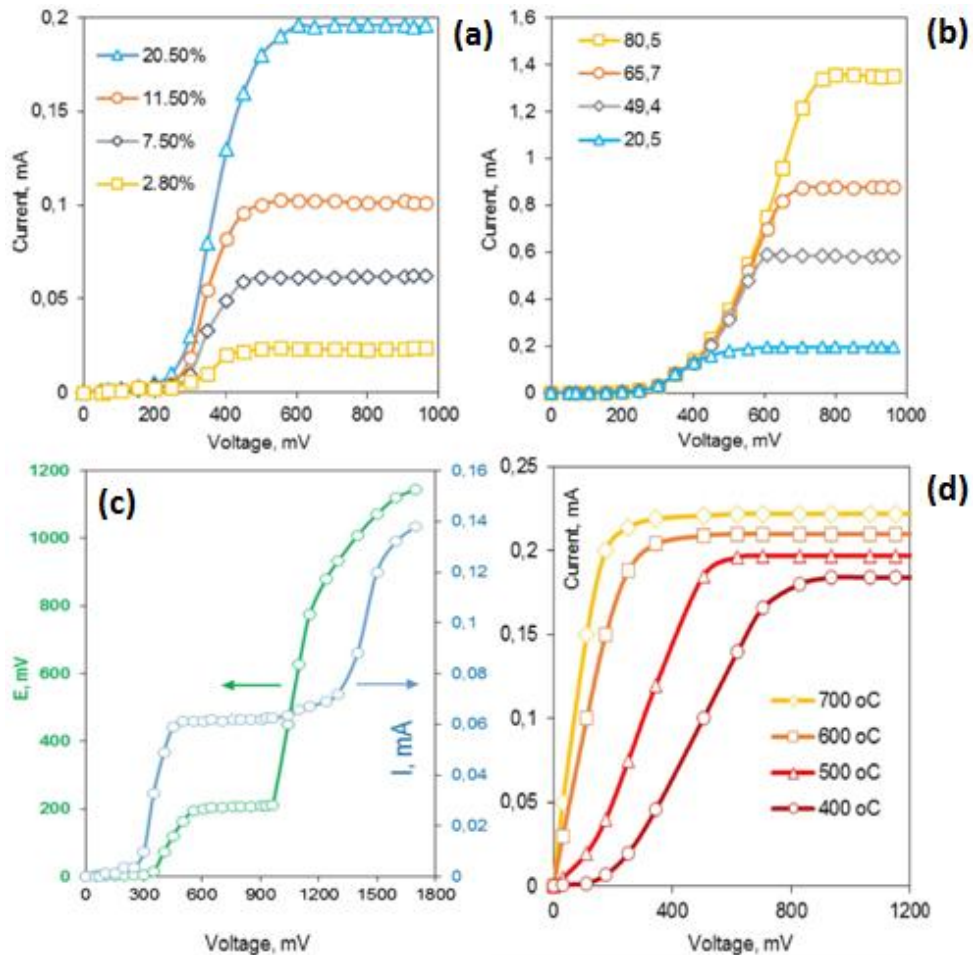 (a)
Current, mA
0,2
0,15
0,1
0,05
0
20.50%
11.50%
7.50%
2.80%
0 200 400 600 800 1000
Voltage, mV
(b)
Current, mA
1,6
1,4
1,2
1
0,8
0,6
0,4
0,2
0
80,5
65,7
49,4
20,5
0 200 400 600 800 1000
Voltage, mV
(c)
E, mV
1200
1000
800
600
400
200
0
0,16
0,14
0,12
0,1
0,08
0,06
0,04
0,02
0
I, mA
0 300 600 900 1200 1500 1800
Voltage, mV
(d)
Current, mA
0,25
0,2
0,15
0,1
0,05
0
700 oC
600 oC
500 oC
400 oC
0 400 800 1200
Voltage, mV